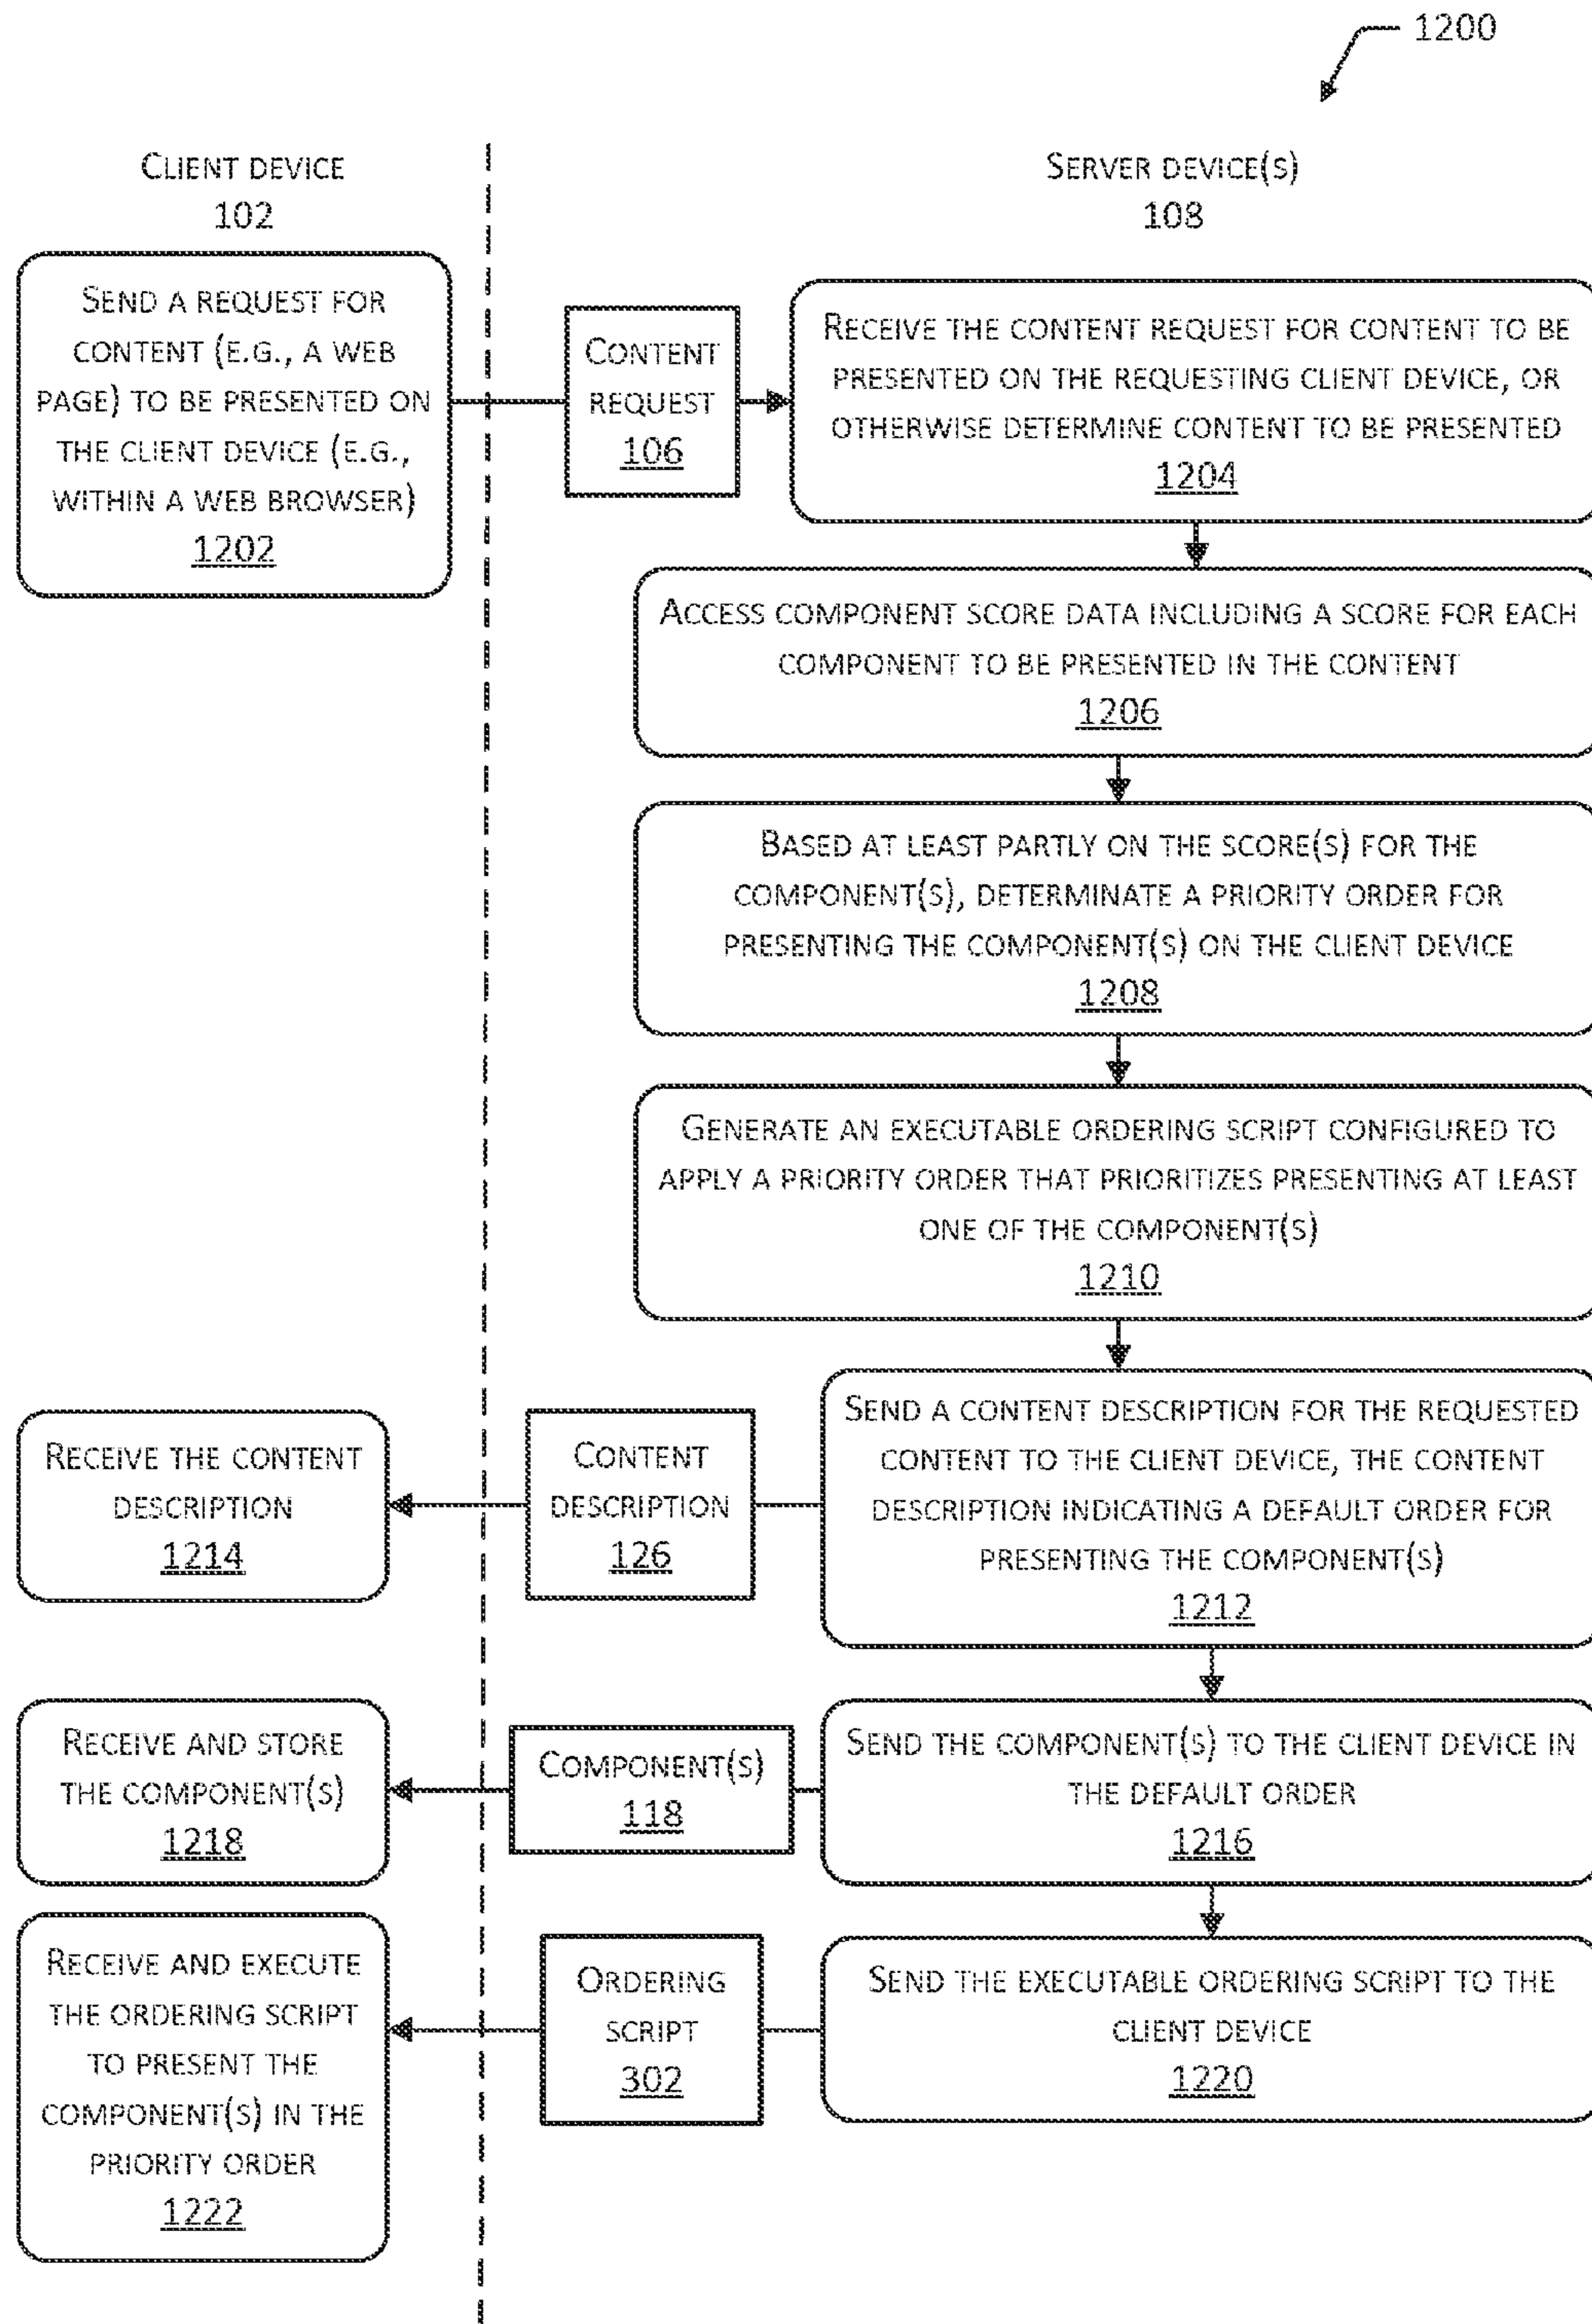 1200
CLIENT DEVICE
102
SERVER DEVICE(S)
108
SEND A REQUEST FOR
CONTENT (E.G., A WEB
PAGE) TO BE PRESENTED ON
THE CLIENT DEVICE (E.G.,
WITHIN A WEB BROWSER)
1202
CONTENT
REQUEST
106
RECEIVE THE CONTENT REQUEST FOR CONTENT TO BE
PRESENTED ON THE REQUESTING CLIENT DEVICE, OR
OTHERWISE DETERMINE CONTENT TO BE PRESENTED
1204
ACCESS COMPONENT SCORE DATA INCLUDING A SCORE FOR EACH
COMPONENT TO BE PRESENTED IN THE CONTENT
1206
BASED AT LEAST PARTLY ON THE SCORE(S) FOR THE
COMPONENT(S), DETERMINATE A PRIORITY ORDER FOR
PRESENTING THE COMPONENT(S) ON THE CLIENT DEVICE
1208
GENERATE AN EXECUTABLE ORDERING SCRIPT CONFIGURED TO
APPLY A PRIORITY ORDER THAT PRIORITIZES PRESENTING AT LEAST
ONE OF THE COMPONENT(S)
1210
SEND A CONTENT DESCRIPTION FOR THE REQUESTED
CONTENT TO THE CLIENT DEVICE, THE CONTENT
DESCRIPTION INDICATING A DEFAULT ORDER FOR
PRESENTING THE COMPONENT(S)
1212
CONTENT
DESCRIPTION
126
RECEIVE THE CONTENT
DESCRIPTION
1214
SEND THE COMPONENT(S) TO THE CLIENT DEVICE IN
THE DEFAULT ORDER
1216
COMPONENT(S)
118
RECEIVE AND STORE
THE COMPONENT(S)
1218
SEND THE EXECUTABLE ORDERING SCRIPT TO THE
CLIENT DEVICE
1220
ORDERING
SCRIPT
302
RECEIVE AND EXECUTE
THE ORDERING SCRIPT
TO PRESENT THE
COMPONENT(S) IN THE
PRIORITY ORDER
1222